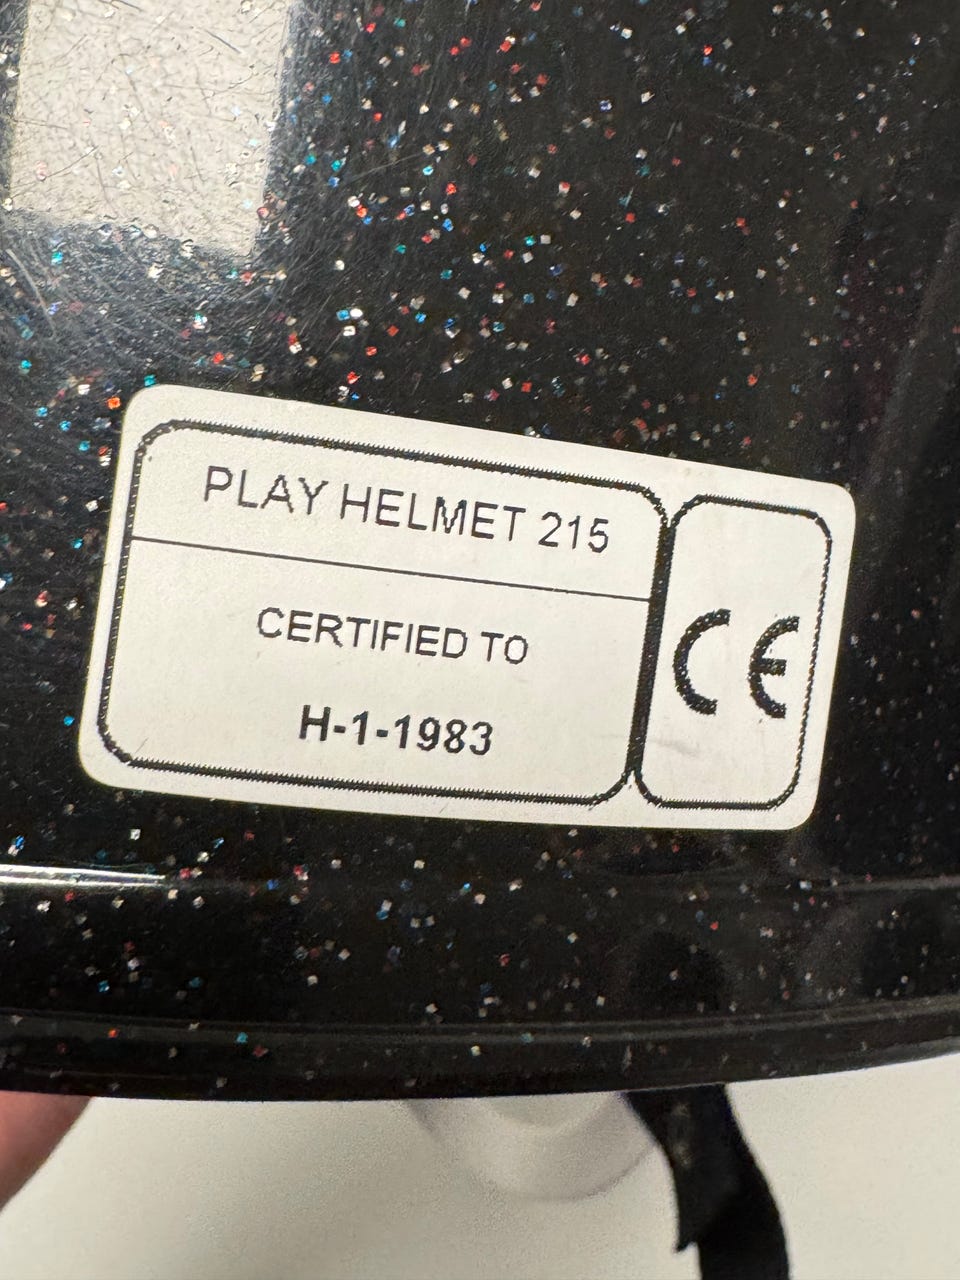 PLAY HELMET 215
CERTIFIED TO
H-1-1983
CE